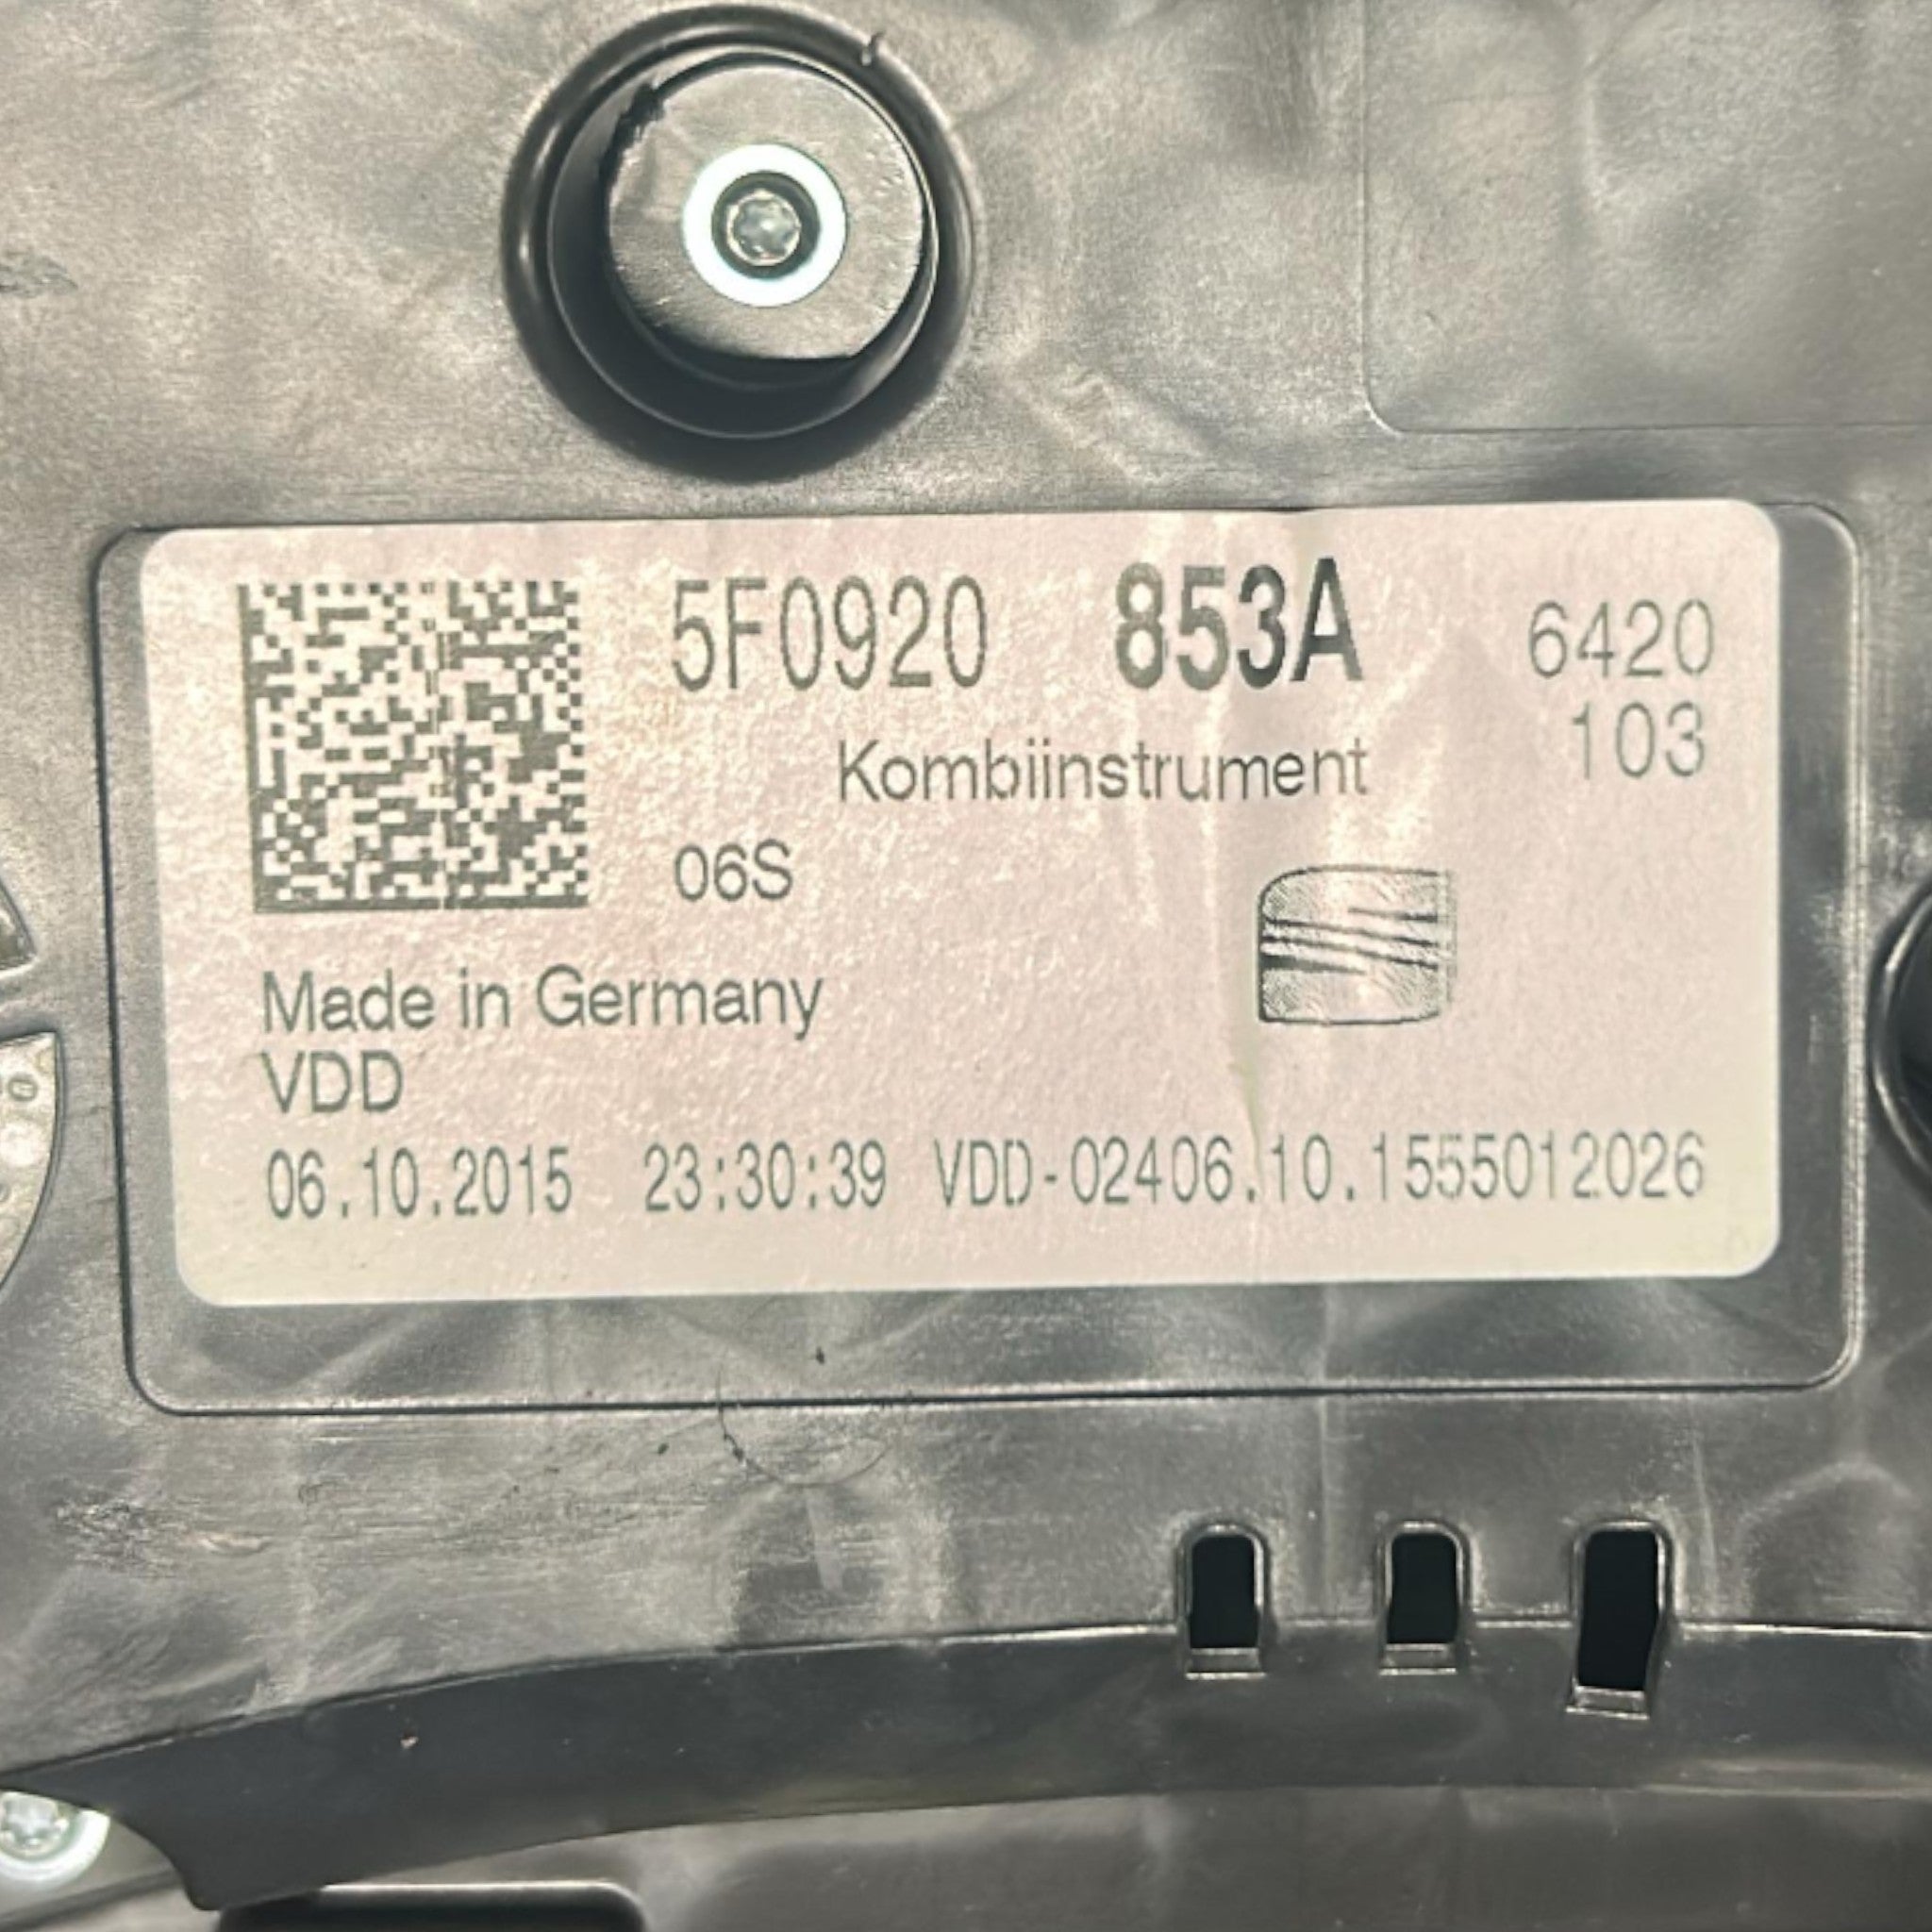 5F0920 853A 6420
103
Kombiinstrument
06S
Made in Germany
VDD
06.10.2015 23:30:39 VDD-02406.10.1555012026